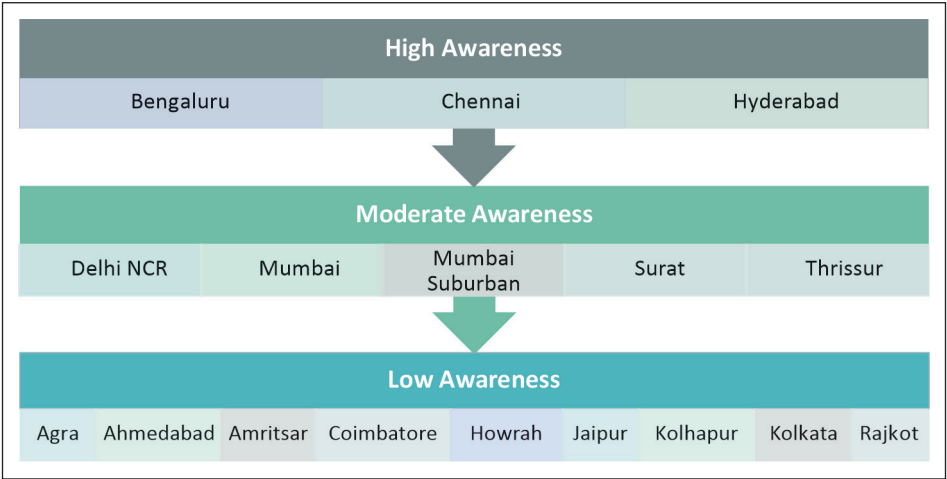 High Awareness
Bengaluru Chennai Hyderabad
Moderate Awareness
Delhi NCR Mumbai Mumbai Suburban Surat Thrissur
Low Awareness
Agra Ahmedabad Amritsar Coimbatore Howrah Jaipur Kolhapur Kolkata Rajkot